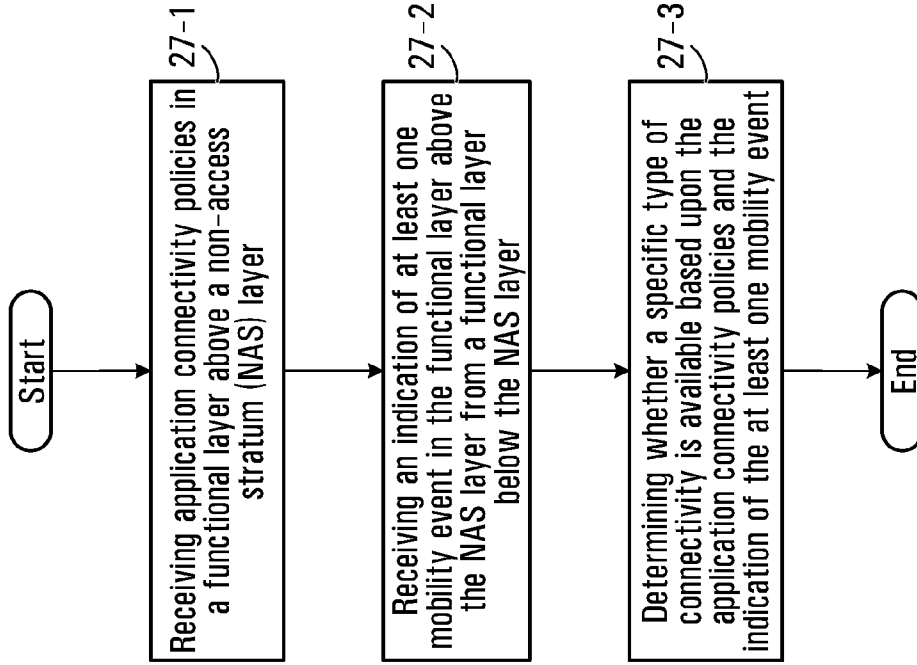 Start
27-1
Receiving application connectivity policies in
a functional layer above a non-access
stratum (NAS) layer
27-2
Receiving an indication of at least one
mobility event in the functional layer above
the NAS layer from a functional layer
below the NAS layer
27-3
Determining whether a specific type of
connectivity is available based upon the
application connectivity policies and the
indication of the at least one mobility event
End